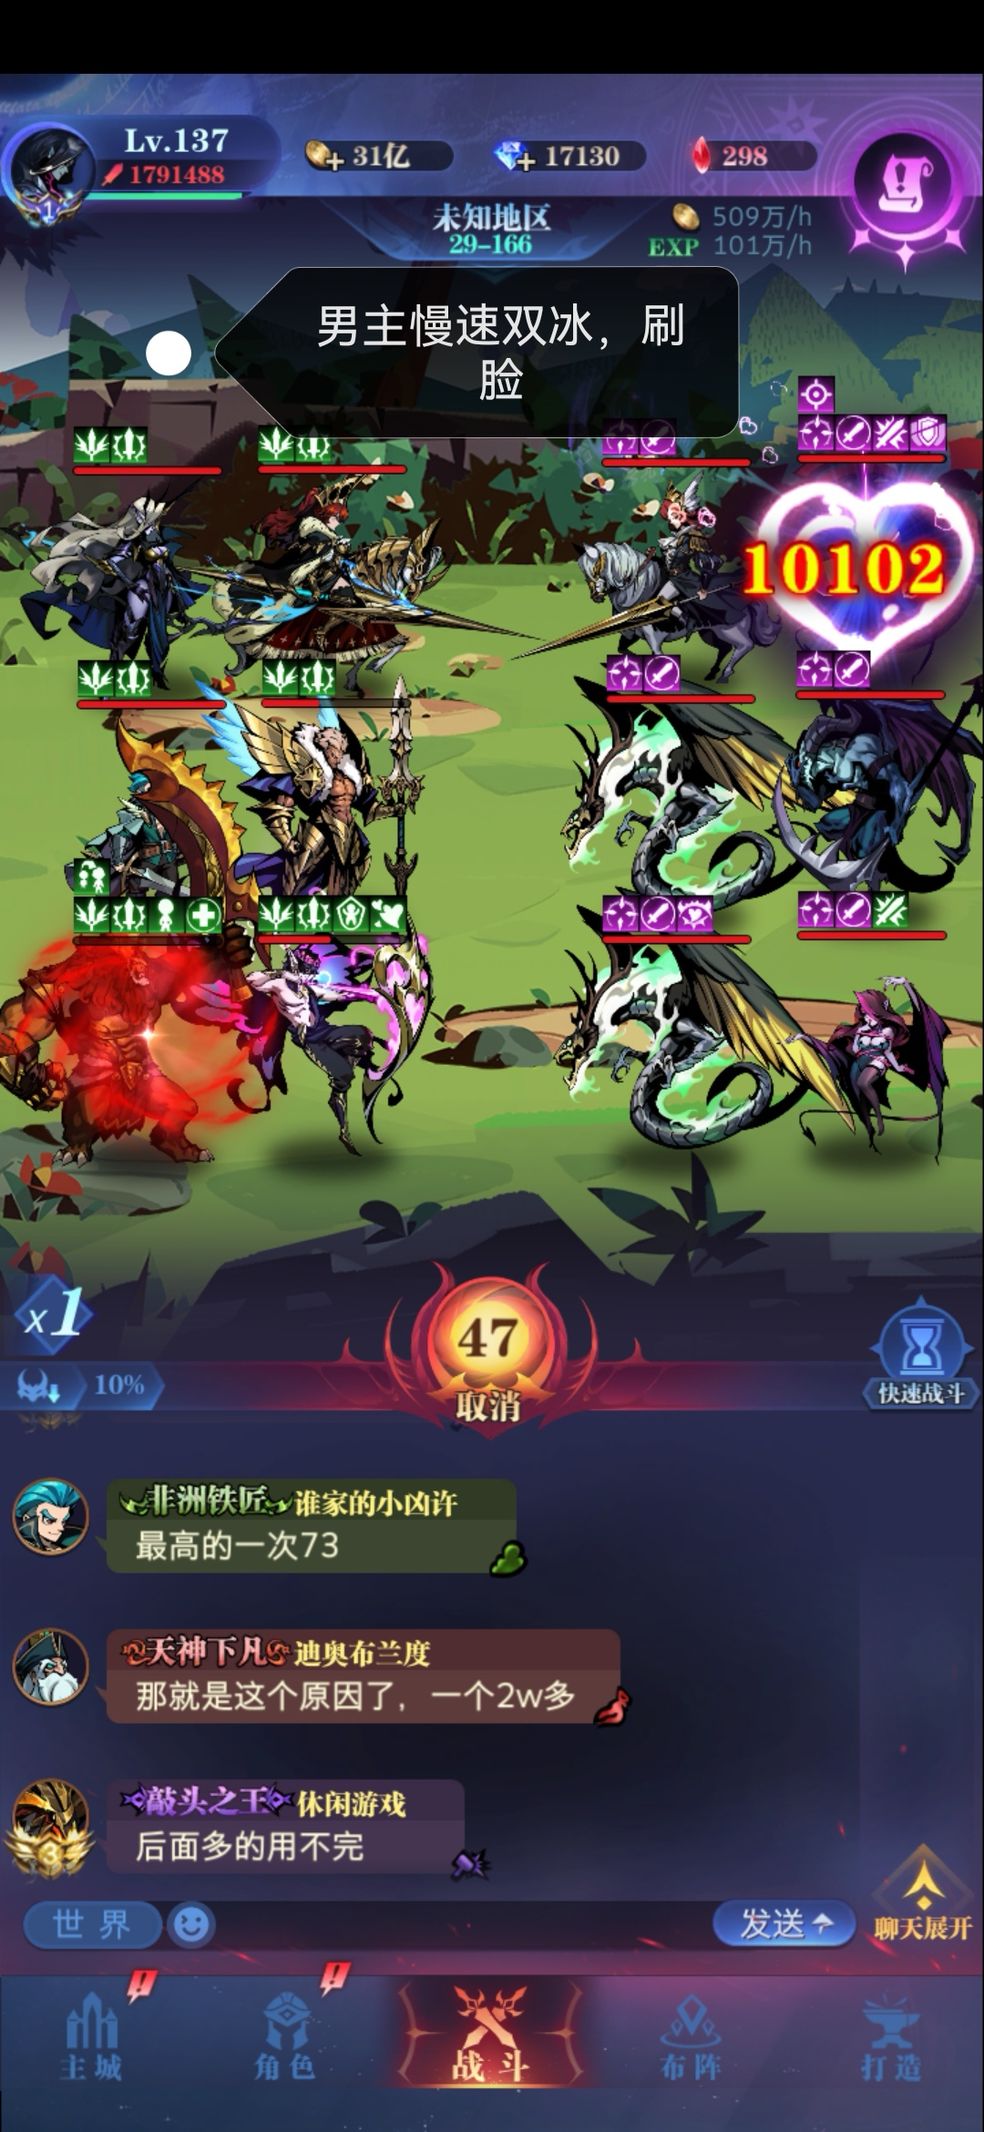 Lv.137
1791488
1
31亿
17130
298
未知地区
29-166
509万/h
EXP 101万/h
男主慢速双冰，刷
脸
10102
x1
47
取消
10%
快速战斗
非洲铁匠 谁家的小凶许
最高的一次73
天神下凡 迪奥布兰度
那就是这个原因了，一个2w多
敲头之王 休闲游戏
后面多的用不完
3
世界
发送
聊天展开
主城
角色
战斗
布阵
打造